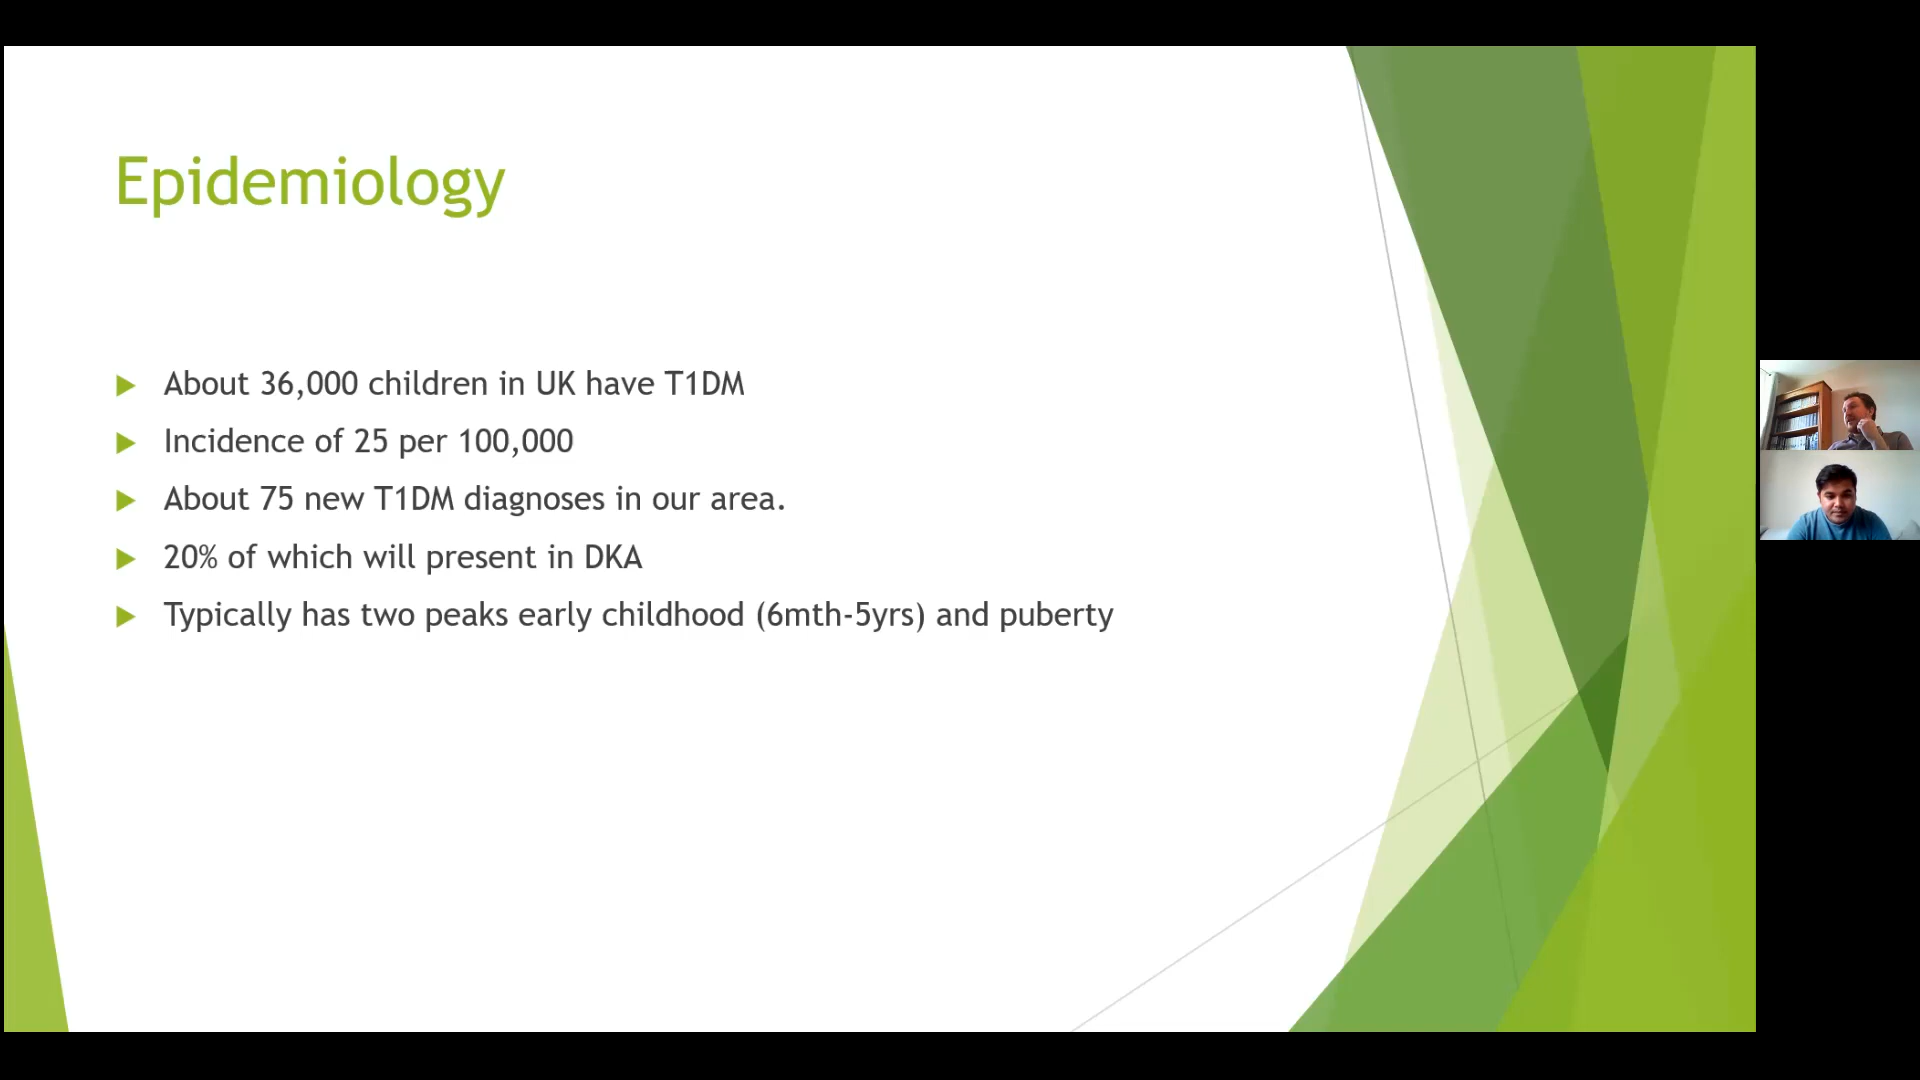 Epidemiology
About 36,000 children in UK have T1DM
Incidence of 25 per 100,000
About 75 new T1DM diagnoses in our area.
20% of which will present in DKA
Typically has two peaks early childhood (6mth-5yrs) and puberty